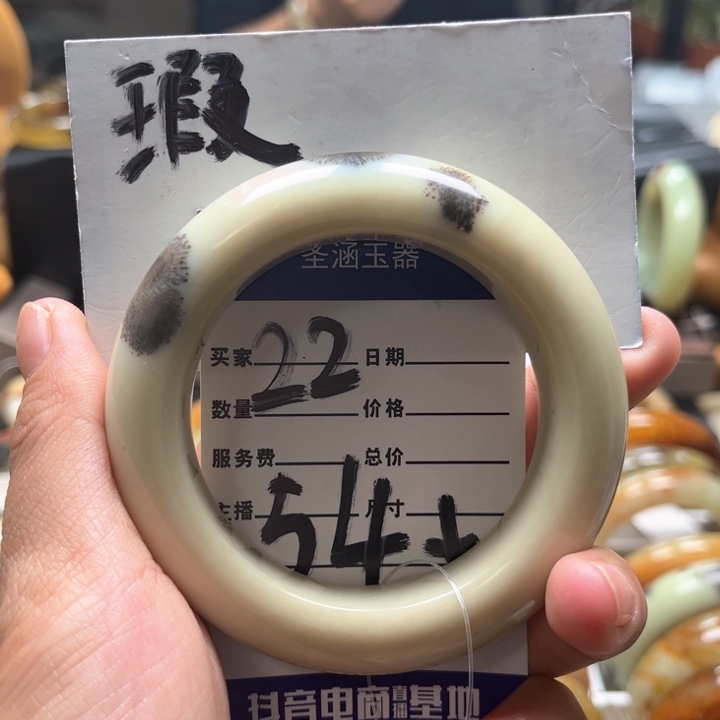 瑕
圣涵玉器
买家 22 日期
数量 价格
服务费 总价
主播 尺寸
54+
抖音电商直播基地